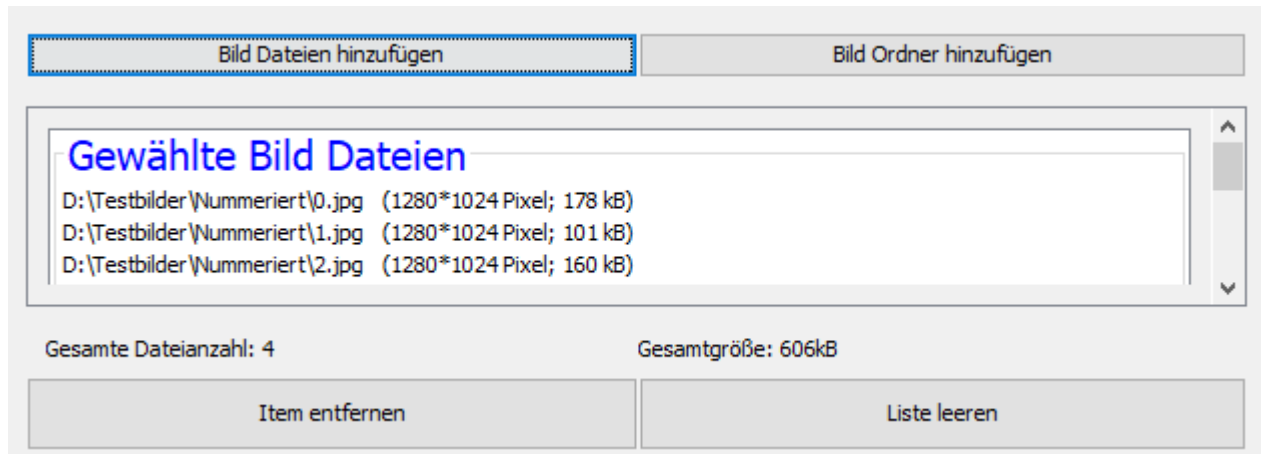 Bild Dateien hinzufügen Bild Ordner hinzufügen
Gewählte Bild Dateien
D:\Testbilder\Nummeriert\0.jpg (1280*1024 Pixel; 178 kB)
D:\Testbilder\Nummeriert\1.jpg (1280*1024 Pixel; 101 kB)
D:\Testbilder\Nummeriert\2.jpg (1280*1024 Pixel; 160 kB)
Gesamte Dateianzahl: 4 Gesamtgröße: 606kB
Item entfernen Liste leeren